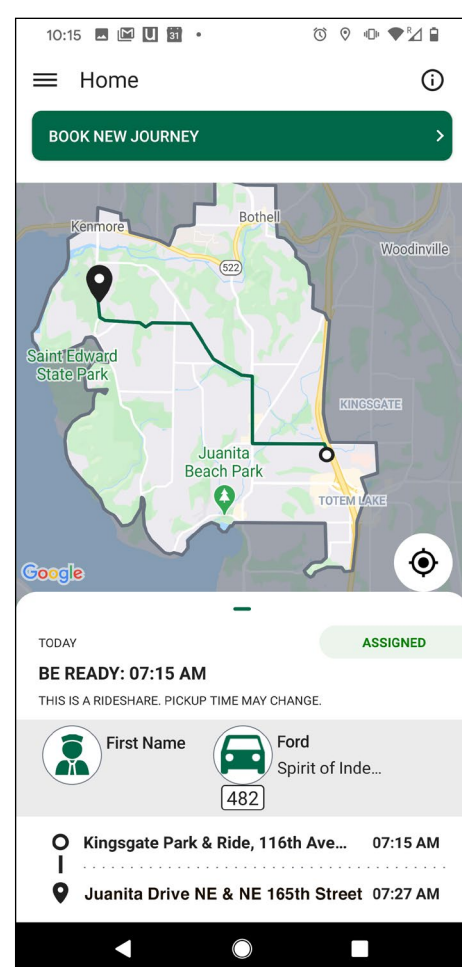 10:15 31
Home
BOOK NEW JOURNEY
Kenmore
Bothell
522
Woodinville
Saint Edward
State Park
KINGSGATE
Juanita
Beach Park
TOTEM LAKE
Google
TODAY
ASSIGNED
BE READY: 07:15 AM
THIS IS A RIDESHARE. PICKUP TIME MAY CHANGE.
First Name
Ford
Spirit of Inde...
482
Kingsgate Park & Ride, 116th Ave... 07:15 AM
Juanita Drive NE & NE 165th Street 07:27 AM